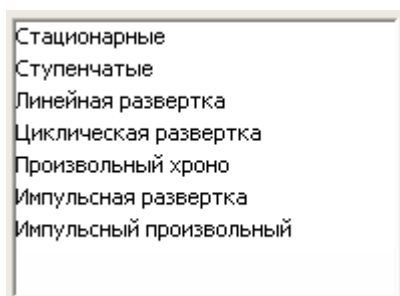 Стационарные
Ступенчатые
Линейная развертка
Циклическая развертка
Произвольный хроно
Импульсная развертка
Импульсный произвольный